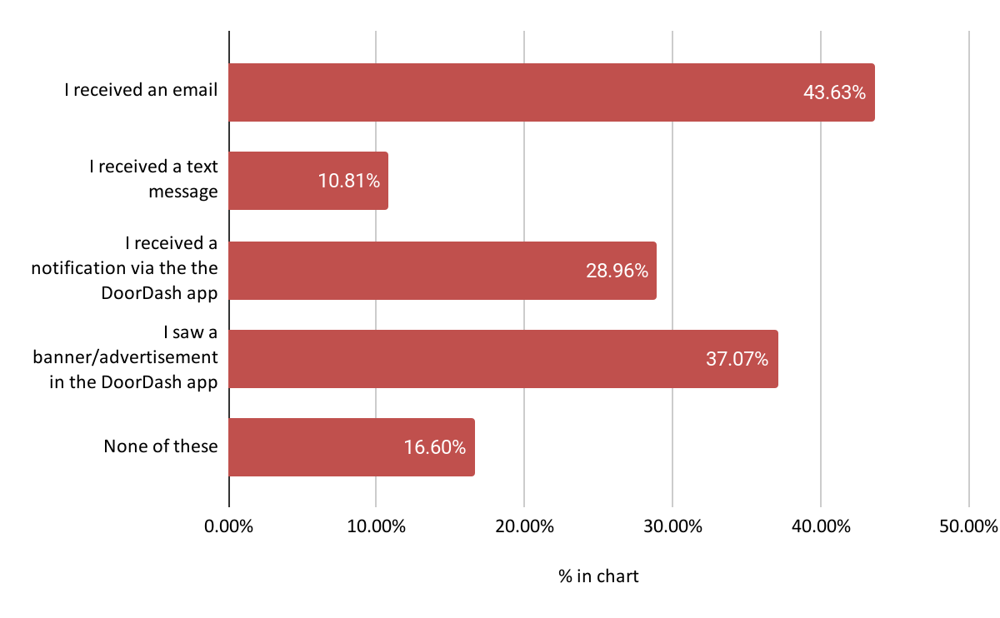 I received an email
43.63%
I received a text
message
10.81%
I received a
notification via the the
DoorDash app
28.96%
I saw a
banner/advertisement
in the DoorDash app
37.07%
None of these
16.60%
0.00% 10.00% 20.00% 30.00% 40.00% 50.00%
% in chart